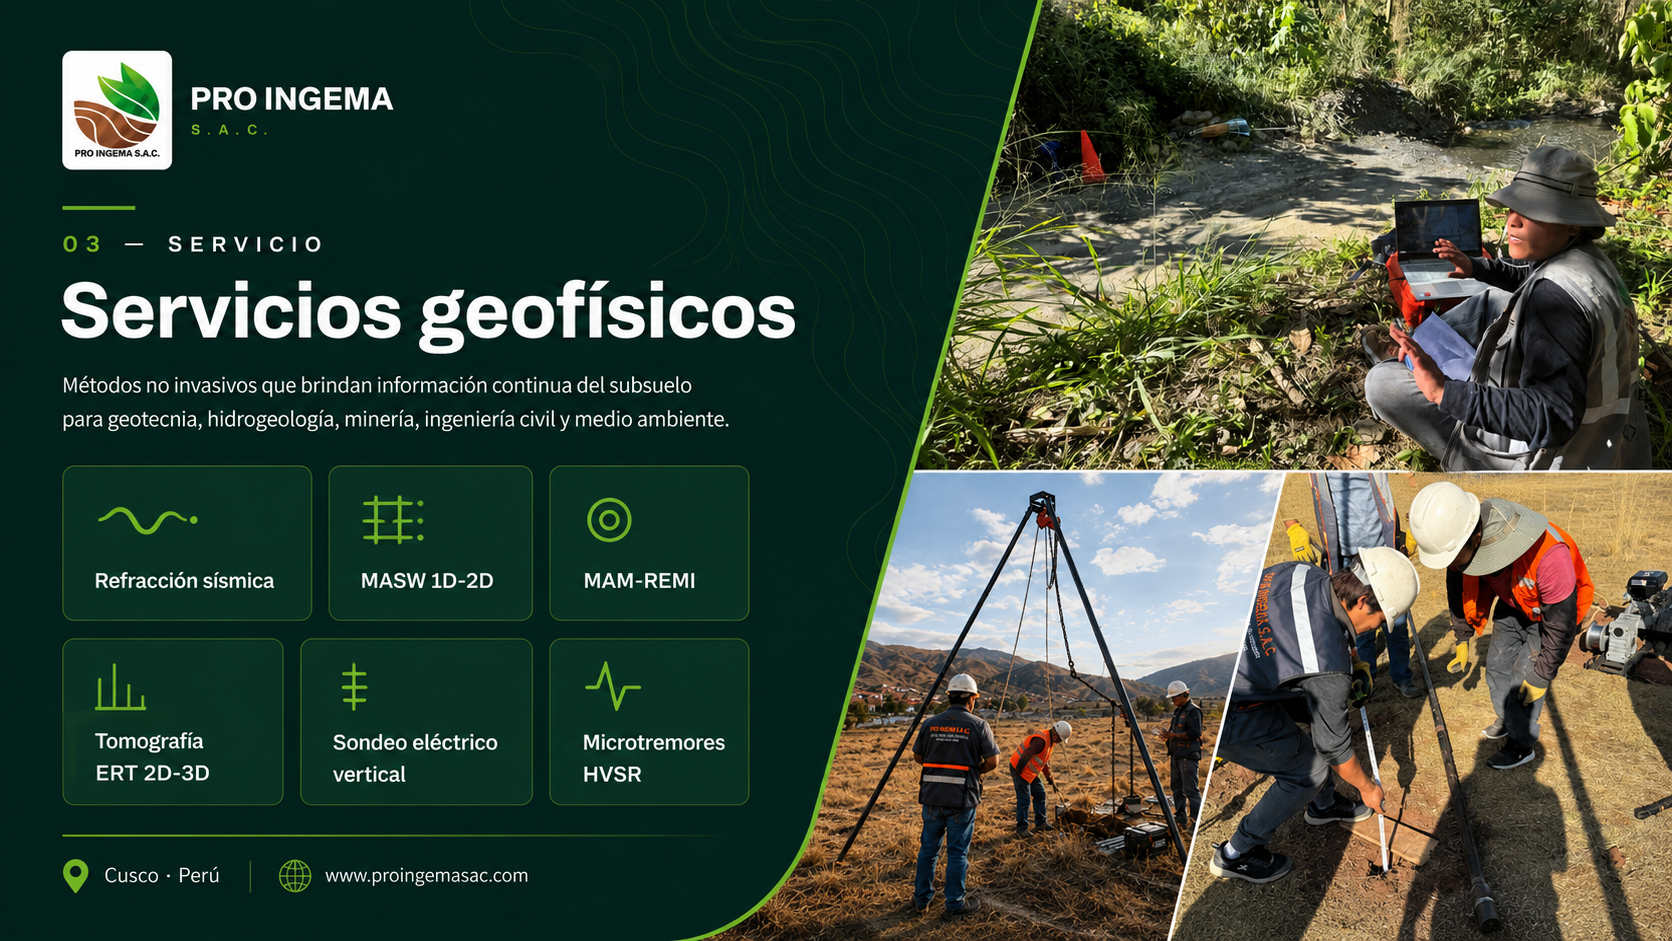 PRO INGEMA S.A.C.
PRO INGEMA
S.A.C.
03 — SERVICIO
Servicios geofísicos
Métodos no invasivos que brindan información continua del subsuelo
para geotecnia, hidrogeología, minería, ingeniería civil y medio ambiente.
Refracción sísmica
MASW 1D-2D
MAM-REMI
Tomografía
ERT 2D-3D
Sondeo eléctrico
vertical
Microtremores
HVSR
Cusco · Perú
www.proingemasac.com